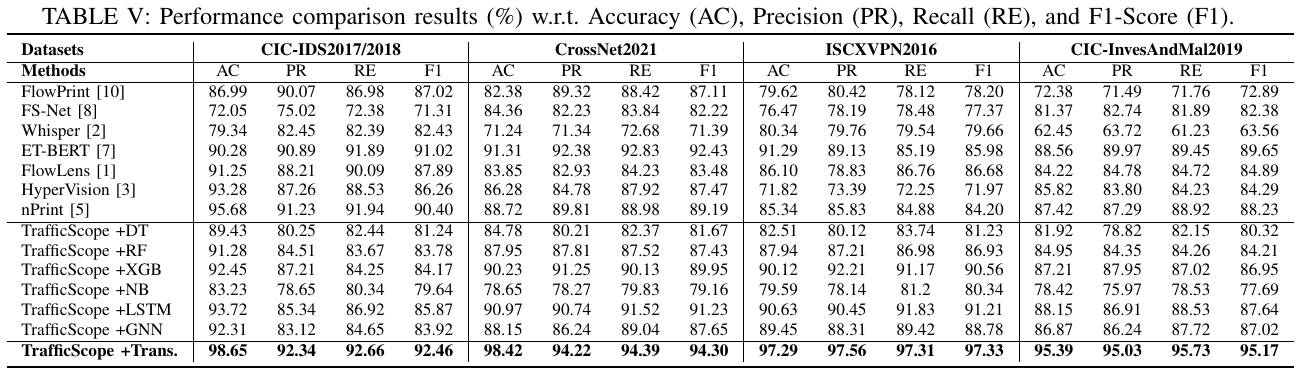 TABLE V: Performance comparison results (%) w.r.t. Accuracy (AC), Precision (PR), Recall (RE), and F1-Score (F1).
Datasets CIC-IDS2017/2018 CrossNet2021 ISCXVPN2016 CIC-InvesAndMal2019
Methods AC PR RE F1 AC PR RE F1 AC PR RE F1 AC PR RE F1
FlowPrint [10] 86.99 90.07 86.98 87.02 82.38 89.32 88.42 87.11 79.62 80.42 78.12 78.20 72.38 71.49 71.76 72.89
FS-Net [8] 72.05 75.02 72.38 71.31 84.36 82.23 83.84 82.22 76.47 78.19 78.48 77.37 81.37 82.74 81.89 82.38
Whisper [2] 79.34 82.45 82.39 82.43 71.24 71.34 72.68 71.39 80.34 79.76 79.54 79.66 62.45 63.72 61.23 63.56
ET-BERT [7] 90.28 90.89 91.89 91.02 91.31 92.38 92.83 92.43 91.29 89.13 85.19 85.98 88.56 89.97 89.45 89.65
FlowLens [1] 91.25 88.21 90.09 87.89 83.85 82.93 84.23 83.48 86.10 78.83 86.76 86.68 84.22 84.78 84.72 84.89
HyperVision [3] 93.28 87.26 88.53 86.26 86.28 84.78 87.92 87.47 71.82 73.39 72.25 71.97 85.82 83.80 84.23 84.29
nPrint [5] 95.68 91.23 91.94 90.40 88.72 89.81 88.98 89.19 85.34 85.83 84.88 84.20 87.42 87.29 88.92 88.23
TrafficScope +DT 89.43 80.25 82.44 81.24 84.78 80.21 82.37 81.67 82.51 80.12 83.74 81.23 81.92 78.82 82.15 80.32
TrafficScope +RF 91.28 84.51 83.67 83.78 87.95 87.81 87.52 87.43 87.94 87.21 86.98 86.93 84.95 84.35 84.26 84.21
TrafficScope +XGB 92.45 87.21 84.25 84.17 90.23 91.25 90.13 89.95 90.12 92.21 91.17 90.56 87.21 87.95 87.02 86.95
TrafficScope +NB 83.23 78.65 80.34 79.64 78.65 78.27 79.83 79.16 79.59 78.14 81.2 80.34 78.42 75.97 78.53 77.69
TrafficScope +LSTM 93.72 85.34 86.92 85.87 90.97 90.74 91.52 91.23 90.63 90.45 91.83 91.21 88.15 86.91 88.53 87.64
TrafficScope +GNN 92.31 83.12 84.65 83.92 88.15 86.24 89.04 87.65 89.45 88.31 89.42 88.78 86.87 86.24 87.72 87.02
TrafficScope +Trans. 98.65 92.34 92.66 92.46 98.42 94.22 94.39 94.30 97.29 97.56 97.31 97.33 95.39 95.03 95.73 95.17